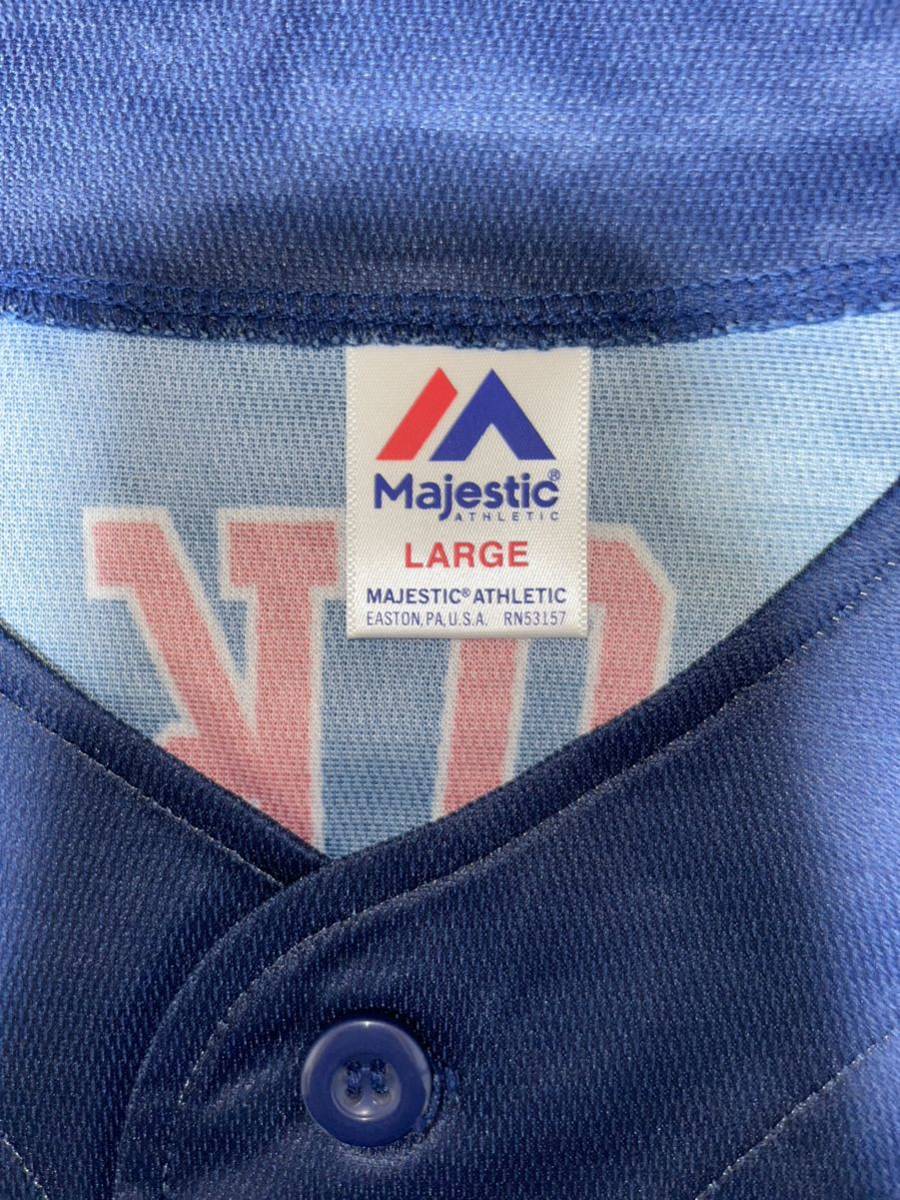 Majestic®
ATHLETIC
LARGE
MAJESTIC® ATHLETIC
EASTON, PA, U.S.A. RN53157